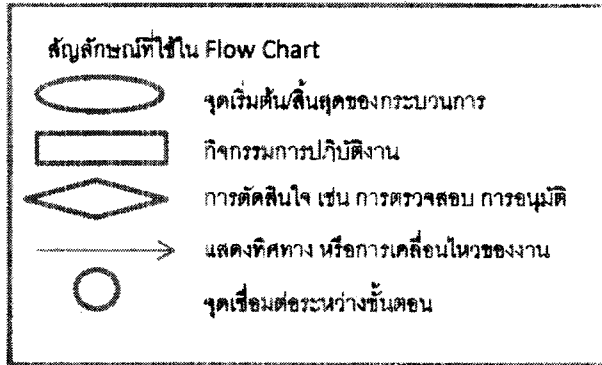 สัญลักษณ์ที่ใช้ใน Flow Chart
จุดเริ่มต้น/สิ้นสุดของกระบวนการ
กิจกรรมการปฏิบัติงาน
การตัดสินใจ เช่น การตรวจสอบ การอนุมัติ
แสดงทิศทาง หรือการเคลื่อนไหวของงาน
จุดเชื่อมต่อระหว่างขั้นตอน